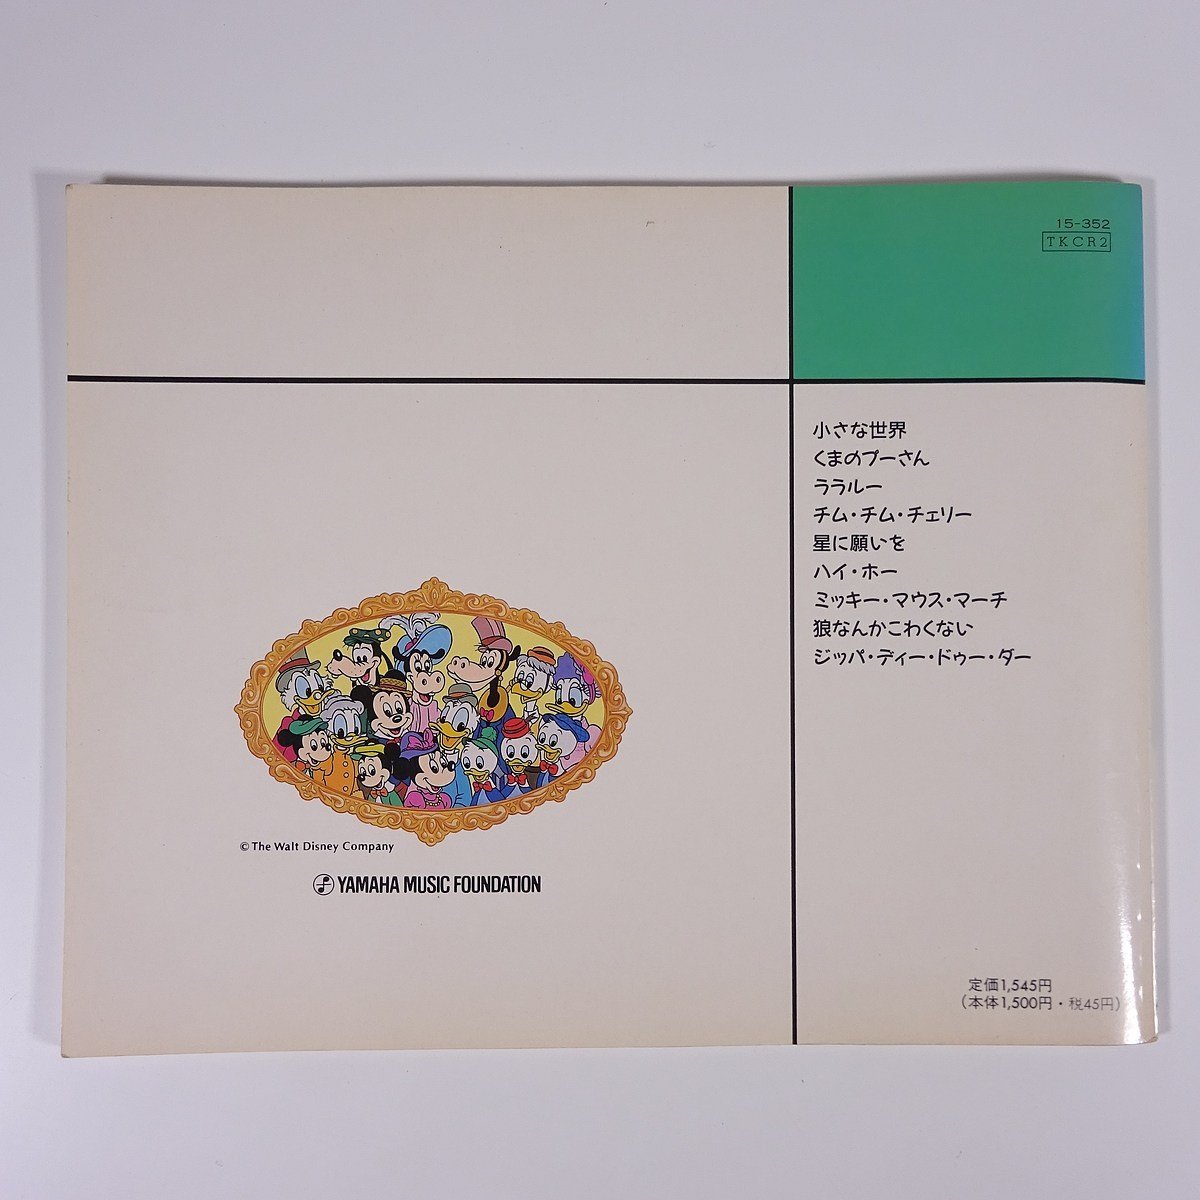 15-352
TKCR2
小さな世界
くまのプーさん
ララルー
チム・チム・チェリー
星に願いを
ハイ・ホー
ミッキー・マウス・マーチ
狼なんかこわくない
ジッパ・ディー・ドゥー・ダー
© The Walt Disney Company
YAMAHA MUSIC FOUNDATION
定価1,545円
(本体1,500円・税45円)